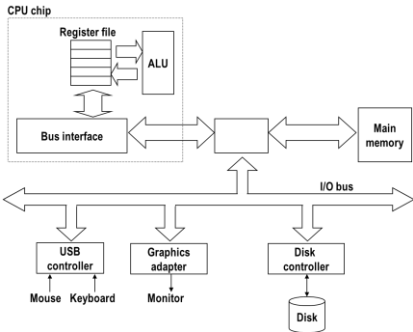 CPU chip
Register file
ALU
Bus interface
Main
memory
I/O bus
USB
controller
Graphics
adapter
Disk
controller
Mouse Keyboard
Monitor
Disk